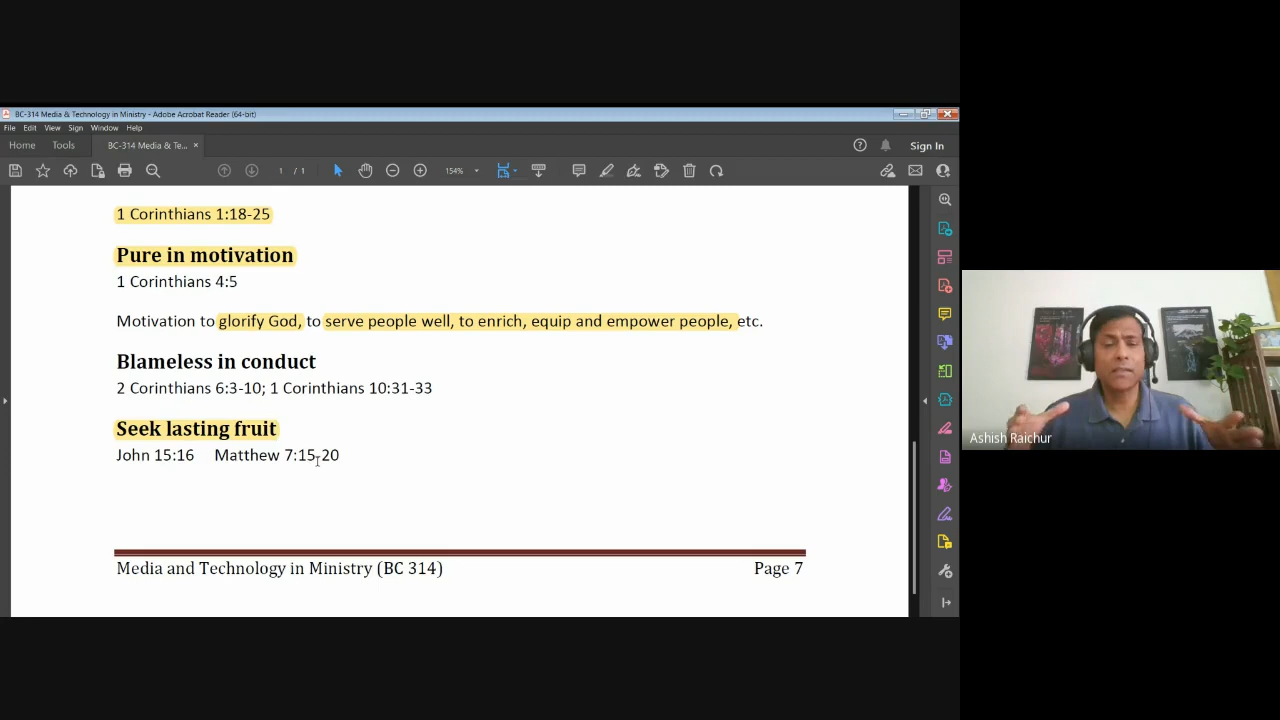 BC-314 Media & Technology in Ministry - Adobe Acrobat Reader (64-bit)
File Edit View Sign Window Help
Home Tools BC-314 Media & Te... × Sign In
1 / 1 154%
1 Corinthians 1:18-25
Pure in motivation
1 Corinthians 4:5
Motivation to glorify God, to serve people well, to enrich, equip and empower people, etc.
Blameless in conduct
2 Corinthians 6:3-10; 1 Corinthians 10:31-33
Seek lasting fruit
John 15:16 Matthew 7:15-20
Media and Technology in Ministry (BC 314) Page 7
Ashish Raichur